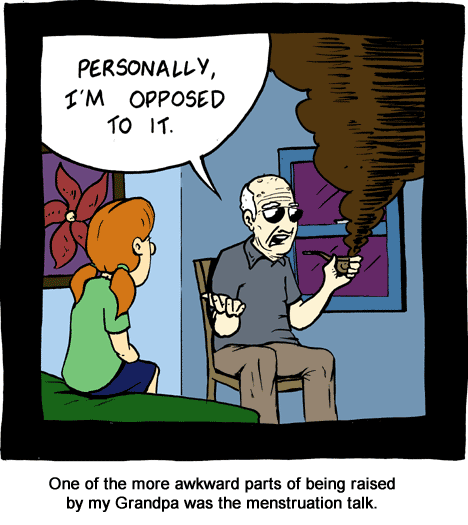 PERSONALLY,
I'M OPPOSED
TO IT.
One of the more awkward parts of being raised
by my Grandpa was the menstruation talk.